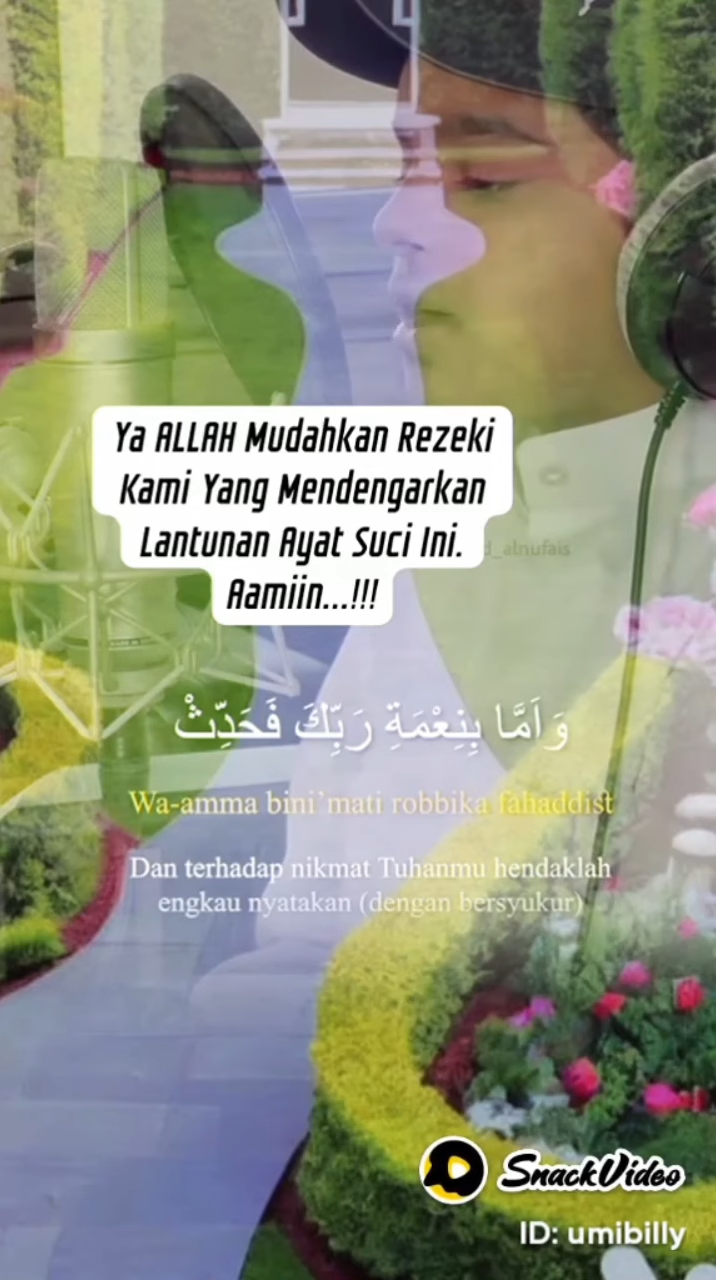 Ya ALLAH Mudahkan Rezeki
Kami Yang Mendengarkan
Lantunan Ayat Suci Ini.
Aamiin...!!!
d_alnufais
وَاَمَّا بِنِعْمَةِ رَبِّكَ فَحَدِّثْ
Wa-amma bini'mati robbika fahaddist
Dan terhadap nikmat Tuhanmu hendaklah
engkau nyatakan (dengan bersyukur)
SnackVideo
ID: umibilly